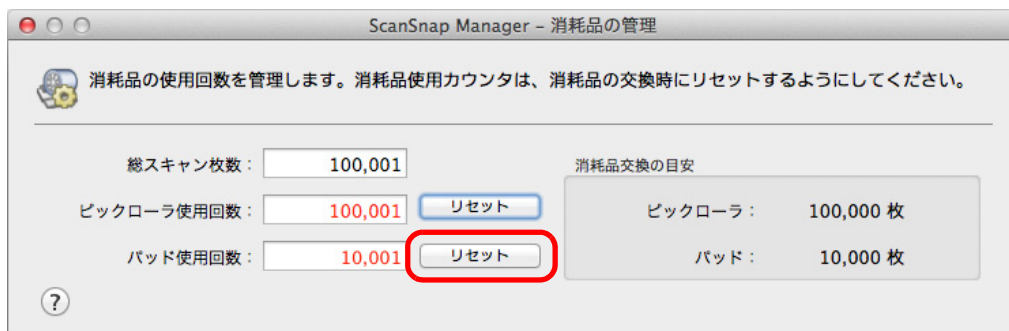 ScanSnap Manager – 消耗品の管理
消耗品の使用回数を管理します。消耗品使用カウンタは、消耗品の交換時にリセットするようにしてください。
総スキャン枚数： 100,001
ピックローラ使用回数： 100,001 リセット
パッド使用回数： 10,001 リセット
消耗品交換の目安
ピックローラ： 100,000 枚
パッド： 10,000 枚
?